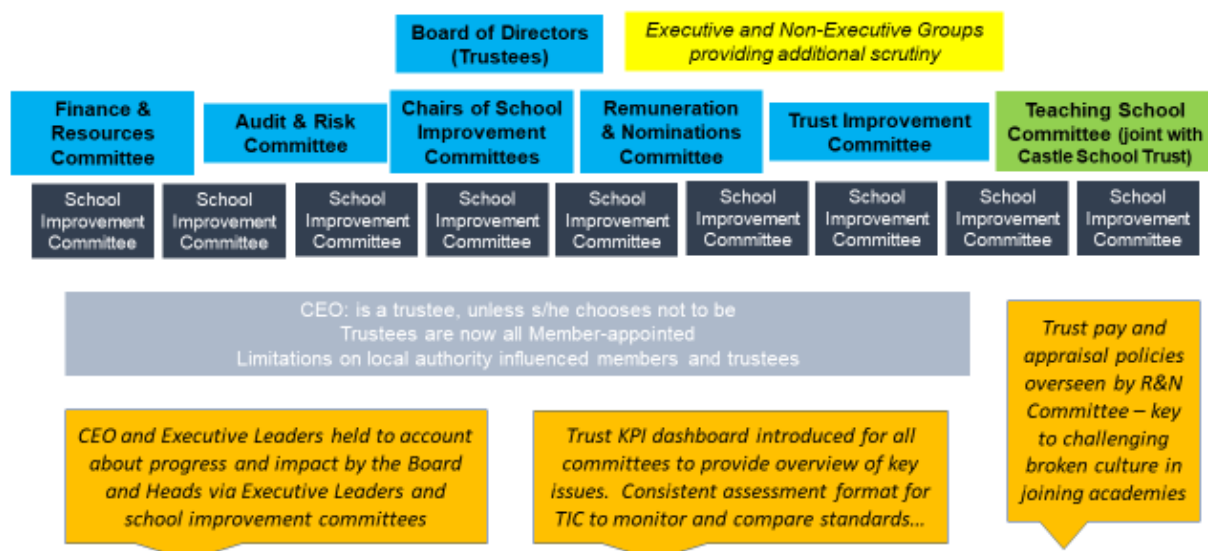 Board of Directors
(Trustees)
Executive and Non-Executive Groups
providing additional scrutiny
Finance &
Resources
Committee
Audit & Risk
Committee
Chairs of School
Improvement
Committees
Remuneration
& Nominations
Committee
Trust Improvement
Committee
Teaching School
Committee (joint with
Castle School Trust)
School
Improvement
Committee
School
Improvement
Committee
School
Improvement
Committee
School
Improvement
Committee
School
Improvement
Committee
School
Improvement
Committee
School
Improvement
Committee
School
Improvement
Committee
School
Improvement
Committee
CEO: is a trustee, unless s/he chooses not to be
Trustees are now all Member-appointed
Limitations on local authority influenced members and trustees
Trust pay and
appraisal policies
overseen by R&N
Committee – key
to challenging
broken culture in
joining academies
CEO and Executive Leaders held to account
about progress and impact by the Board
and Heads via Executive Leaders and
school improvement committees
Trust KPI dashboard introduced for all
committees to provide overview of key
issues.  Consistent assessment format for
TIC to monitor and compare standards…